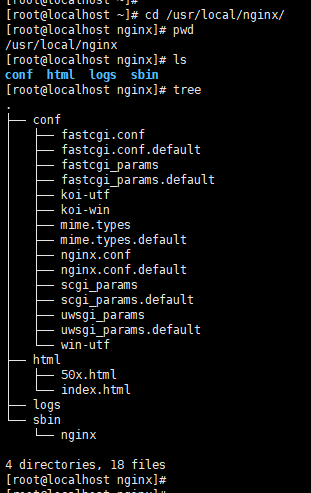 [root@localhost ~]#
[root@localhost ~]# cd /usr/local/nginx/
[root@localhost nginx]# pwd
/usr/local/nginx
[root@localhost nginx]# ls
conf  html  logs  sbin
[root@localhost nginx]# tree
.
├── conf
│   ├── fastcgi.conf
│   ├── fastcgi.conf.default
│   ├── fastcgi_params
│   ├── fastcgi_params.default
│   ├── koi-utf
│   ├── koi-win
│   ├── mime.types
│   ├── mime.types.default
│   ├── nginx.conf
│   ├── nginx.conf.default
│   ├── scgi_params
│   ├── scgi_params.default
│   ├── uwsgi_params
│   ├── uwsgi_params.default
│   └── win-utf
├── html
│   ├── 50x.html
│   └── index.html
├── logs
└── sbin
    └── nginx

4 directories, 18 files
[root@localhost nginx]#
[root@localhost nginx]#